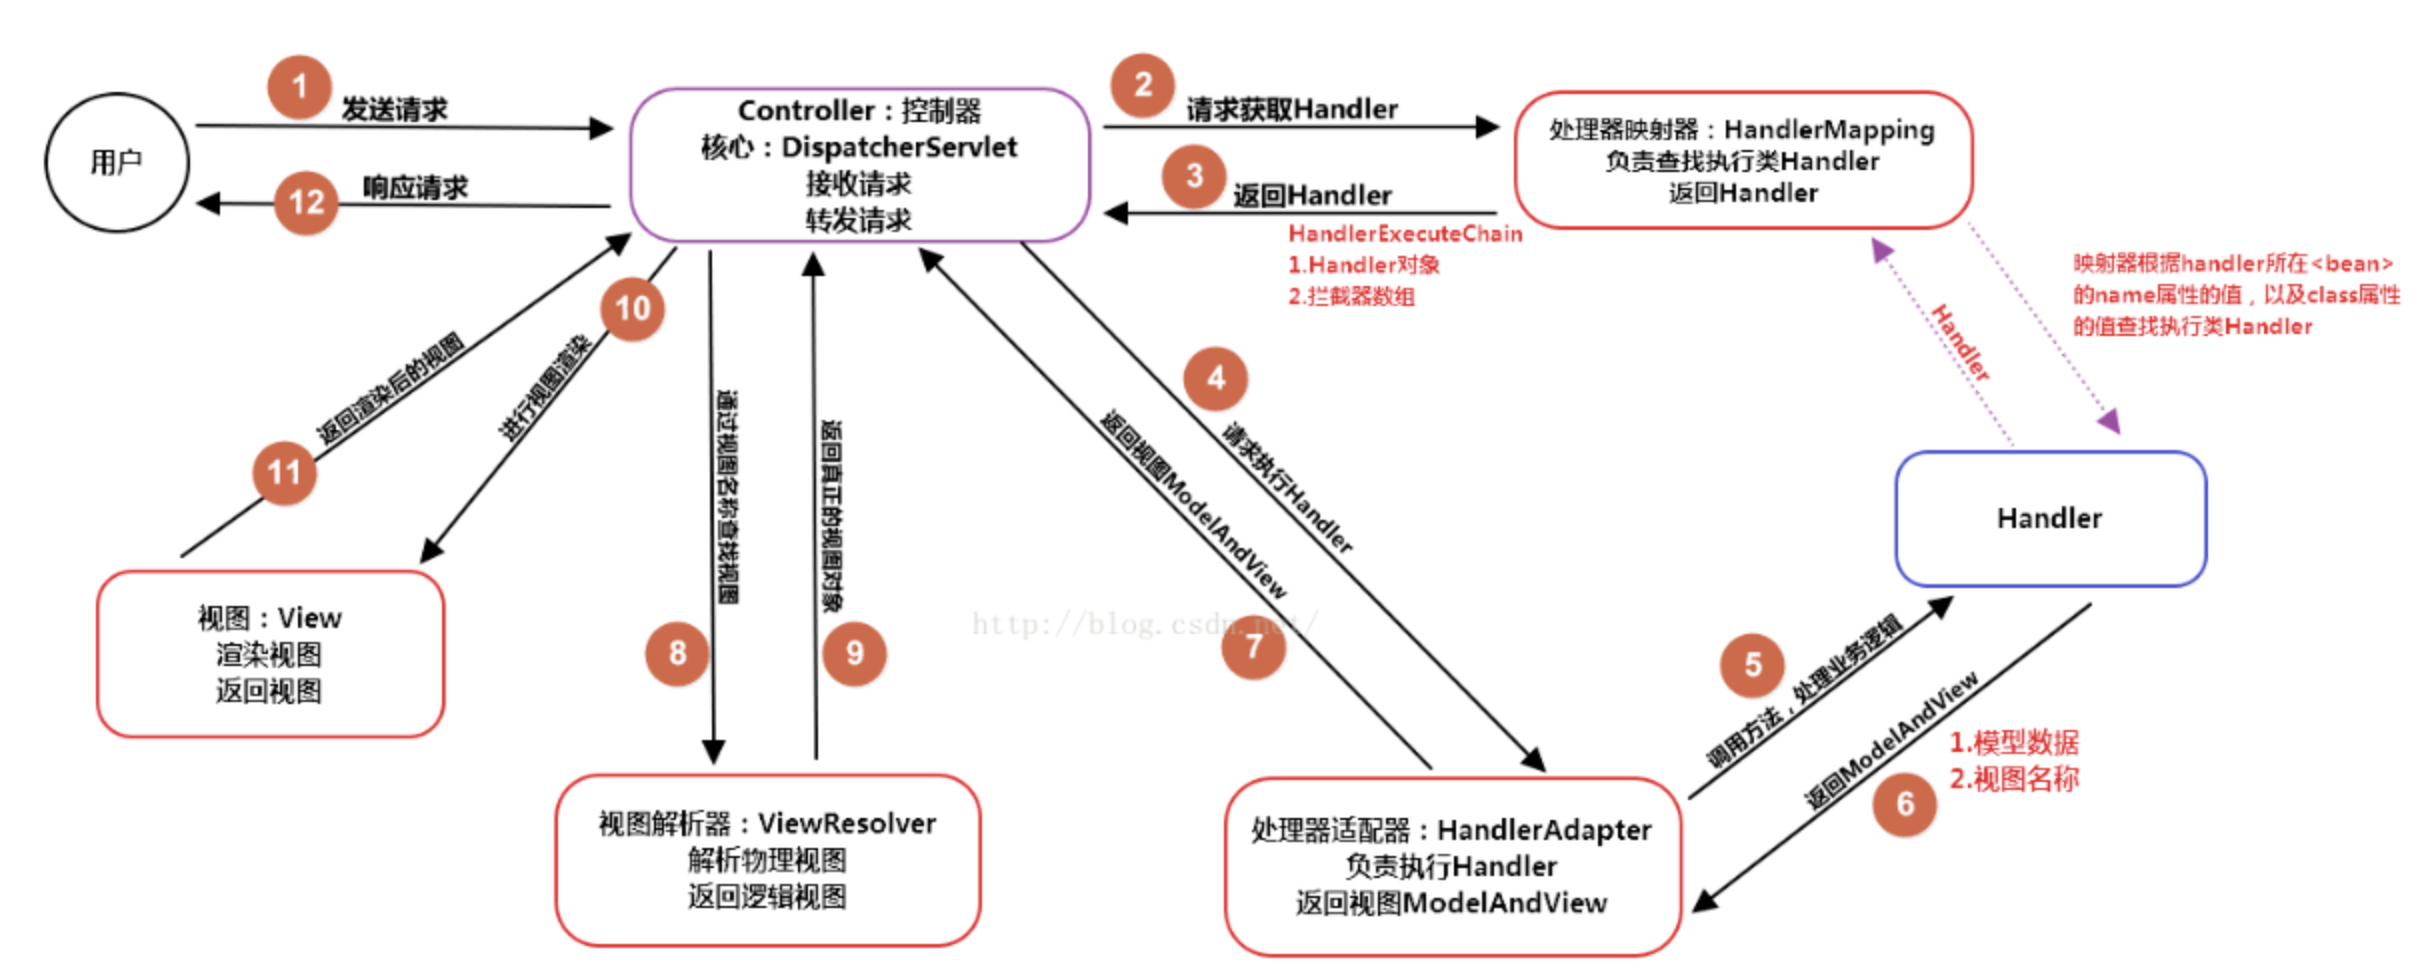 1
发送请求
用户
12
响应请求
Controller：控制器
核心：DispatcherServlet
接收请求
转发请求
2
请求获取Handler
3
返回Handler
HandlerExecuteChain
1.Handler对象
2.拦截器数组
处理器映射器：HandlerMapping
负责查找执行类Handler
返回Handler
映射器根据handler所在<bean>
的name属性的值，以及class属性
的值查找执行类Handler
Handler
Handler
4
请求执行Handler
5
调用方法，处理业务逻辑
6
返回ModelAndView
1.模型数据
2.视图名称
处理器适配器：HandlerAdapter
负责执行Handler
返回视图ModelAndView
7
返回视图ModelAndView
8
通过视图名称查找视图
9
返回真正的视图对象
视图解析器：ViewResolver
解析物理视图
返回逻辑视图
10
进行视图渲染
11
返回渲染后的视图
视图：View
渲染视图
返回视图
http://blog.csdn.net/